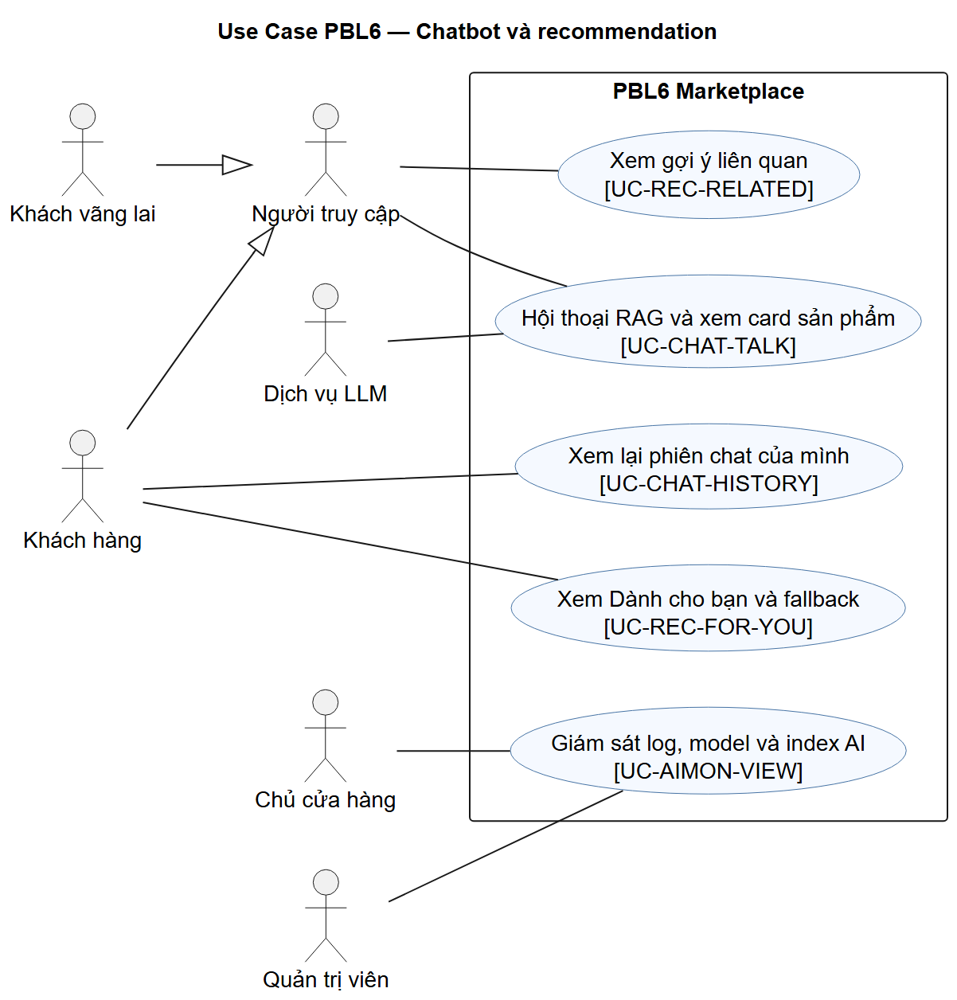 Use Case PBL6 — Chatbot và recommendation
PBL6 Marketplace
Khách vãng lai
Người truy cập
Xem gợi ý liên quan
[UC-REC-RELATED]
Hội thoại RAG và xem card sản phẩm
[UC-CHAT-TALK]
Dịch vụ LLM
Xem lại phiên chat của mình
[UC-CHAT-HISTORY]
Khách hàng
Xem Dành cho bạn và fallback
[UC-REC-FOR-YOU]
Giám sát log, model và index AI
[UC-AIMON-VIEW]
Chủ cửa hàng
Quản trị viên